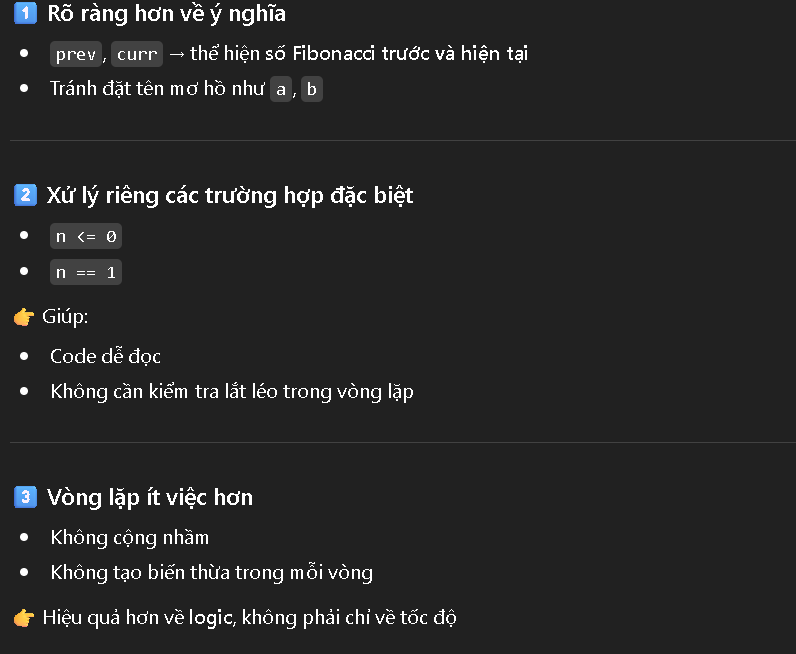 1️⃣ Rõ ràng hơn về ý nghĩa
• prev, curr → thể hiện số Fibonacci trước và hiện tại
• Tránh đặt tên mơ hồ như a, b
2️⃣ Xử lý riêng các trường hợp đặc biệt
• n <= 0
• n == 1
👉 Giúp:
• Code dễ đọc
• Không cần kiểm tra lắt léo trong vòng lặp
3️⃣ Vòng lặp ít việc hơn
• Không cộng nhầm
• Không tạo biến thừa trong mỗi vòng
👉 Hiệu quả hơn về logic, không phải chỉ về tốc độ